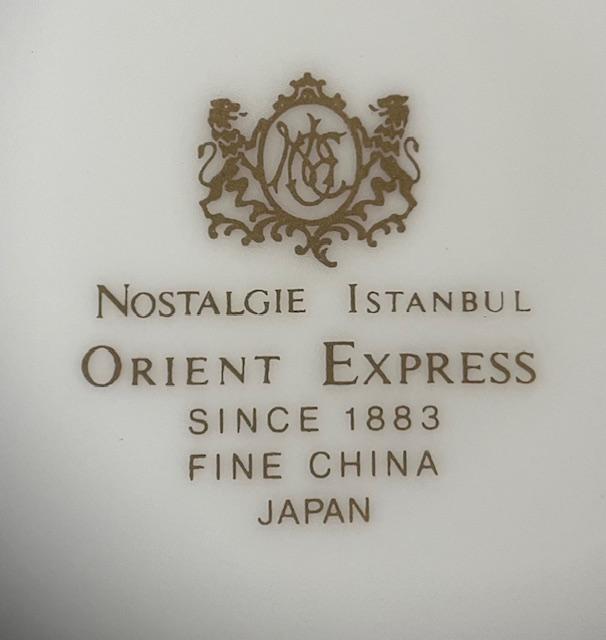 NOSTALGIE ISTANBUL
ORIENT EXPRESS
SINCE 1883
FINE CHINA
JAPAN